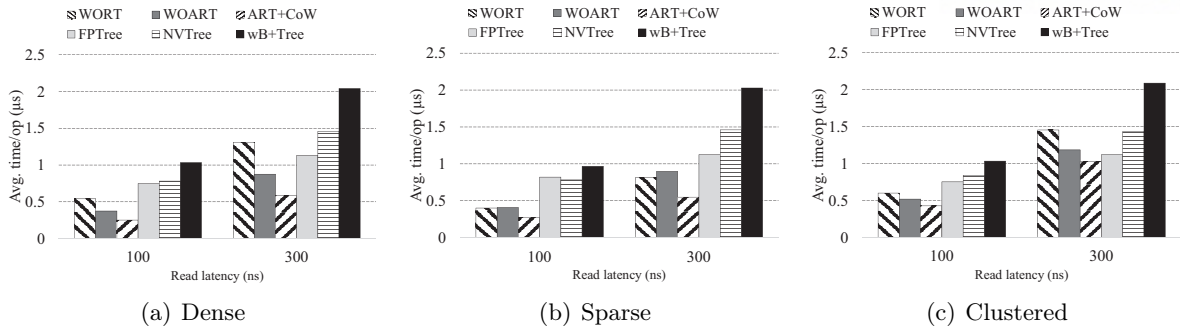 WORT WOART ART+CoW
FPTree NVTree wB+Tree
2.5
2
1.5
1
0.5
0
Avg. time/op (μs)
100 300
Read latency (ns)
(a) Dense
WORT WOART ART+CoW
FPTree NVTree wB+Tree
2.5
2
1.5
1
0.5
0
Avg. time/op (μs)
100 300
Read latency (ns)
(b) Sparse
WORT WOART ART+CoW
FPTree NVTree wB+Tree
2.5
2
1.5
1
0.5
0
Avg. time/op (μs)
100 300
Read latency (ns)
(c) Clustered